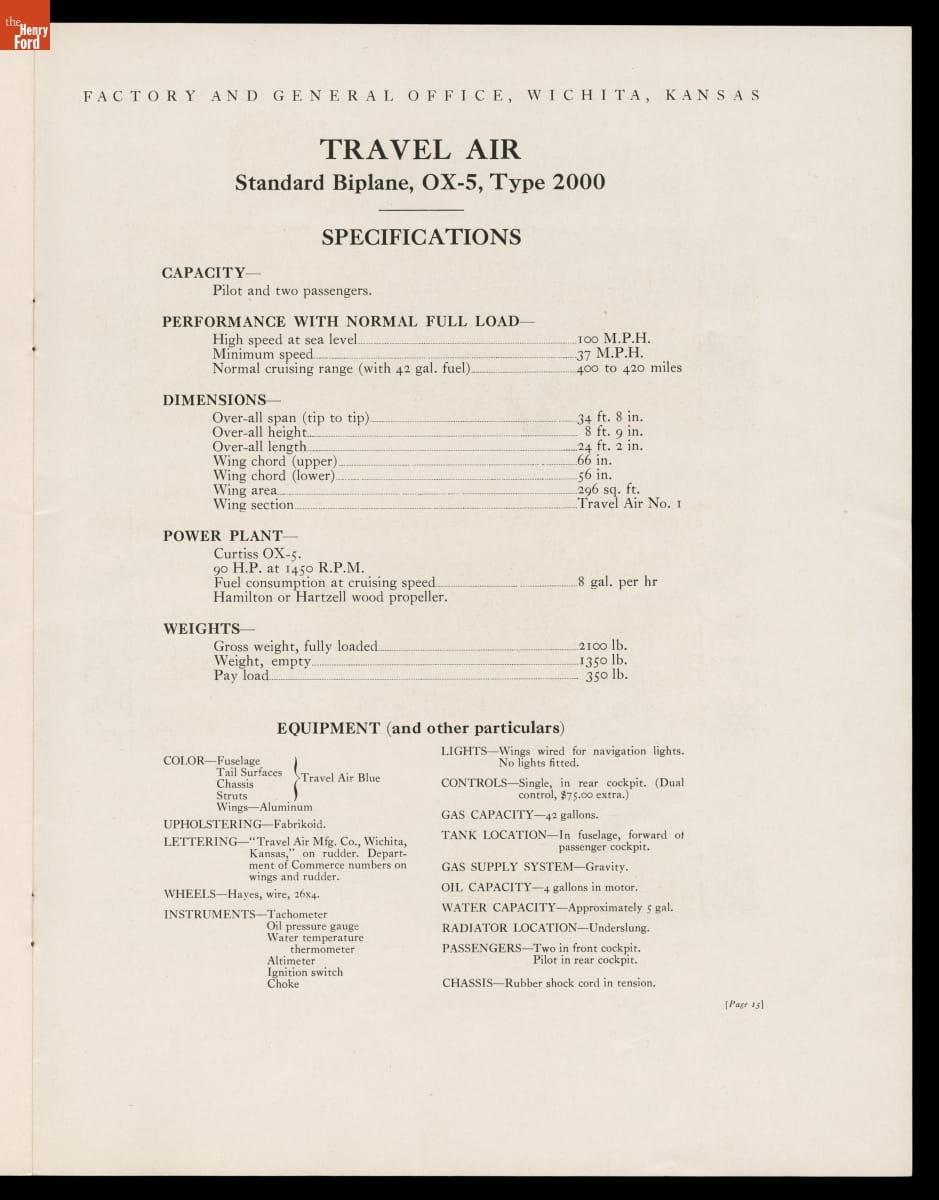 the
Henry
Ford
FACTORY AND GENERAL OFFICE, WICHITA, KANSAS
TRAVEL AIR
Standard Biplane, OX-5, Type 2000
SPECIFICATIONS
CAPACITY—
Pilot and two passengers.
PERFORMANCE WITH NORMAL FULL LOAD—
High speed at sea level 100 M.P.H.
Minimum speed 37 M.P.H.
Normal cruising range (with 42 gal. fuel) 400 to 420 miles
DIMENSIONS—
Over-all span (tip to tip) 34 ft. 8 in.
Over-all height 8 ft. 9 in.
Over-all length 24 ft. 2 in.
Wing chord (upper) 66 in.
Wing chord (lower) 56 in.
Wing area 296 sq. ft.
Wing section Travel Air No. 1
POWER PLANT—
Curtiss OX-5.
90 H.P. at 1450 R.P.M.
Fuel consumption at cruising speed 8 gal. per hr
Hamilton or Hartzell wood propeller.
WEIGHTS—
Gross weight, fully loaded 2100 lb.
Weight, empty 1350 lb.
Pay load 350 lb.
EQUIPMENT (and other particulars)
COLOR—Fuselage
Tail Surfaces
Chassis
Struts
Travel Air Blue
Wings—Aluminum
UPHOLSTERING—Fabrikoid.
LETTERING—"Travel Air Mfg. Co., Wichita,
Kansas," on rudder. Depart-
ment of Commerce numbers on
wings and rudder.
WHEELS—Hayes, wire, 26x4.
INSTRUMENTS—Tachometer
Oil pressure gauge
Water temperature
thermometer
Altimeter
Ignition switch
Choke
LIGHTS—Wings wired for navigation lights.
No lights fitted.
CONTROLS—Single, in rear cockpit. (Dual
control, $75.00 extra.)
GAS CAPACITY—42 gallons.
TANK LOCATION—In fuselage, forward of
passenger cockpit.
GAS SUPPLY SYSTEM—Gravity.
OIL CAPACITY—4 gallons in motor.
WATER CAPACITY—Approximately 5 gal.
RADIATOR LOCATION—Underslung.
PASSENGERS—Two in front cockpit.
Pilot in rear cockpit.
CHASSIS—Rubber shock cord in tension.
[Page 15]